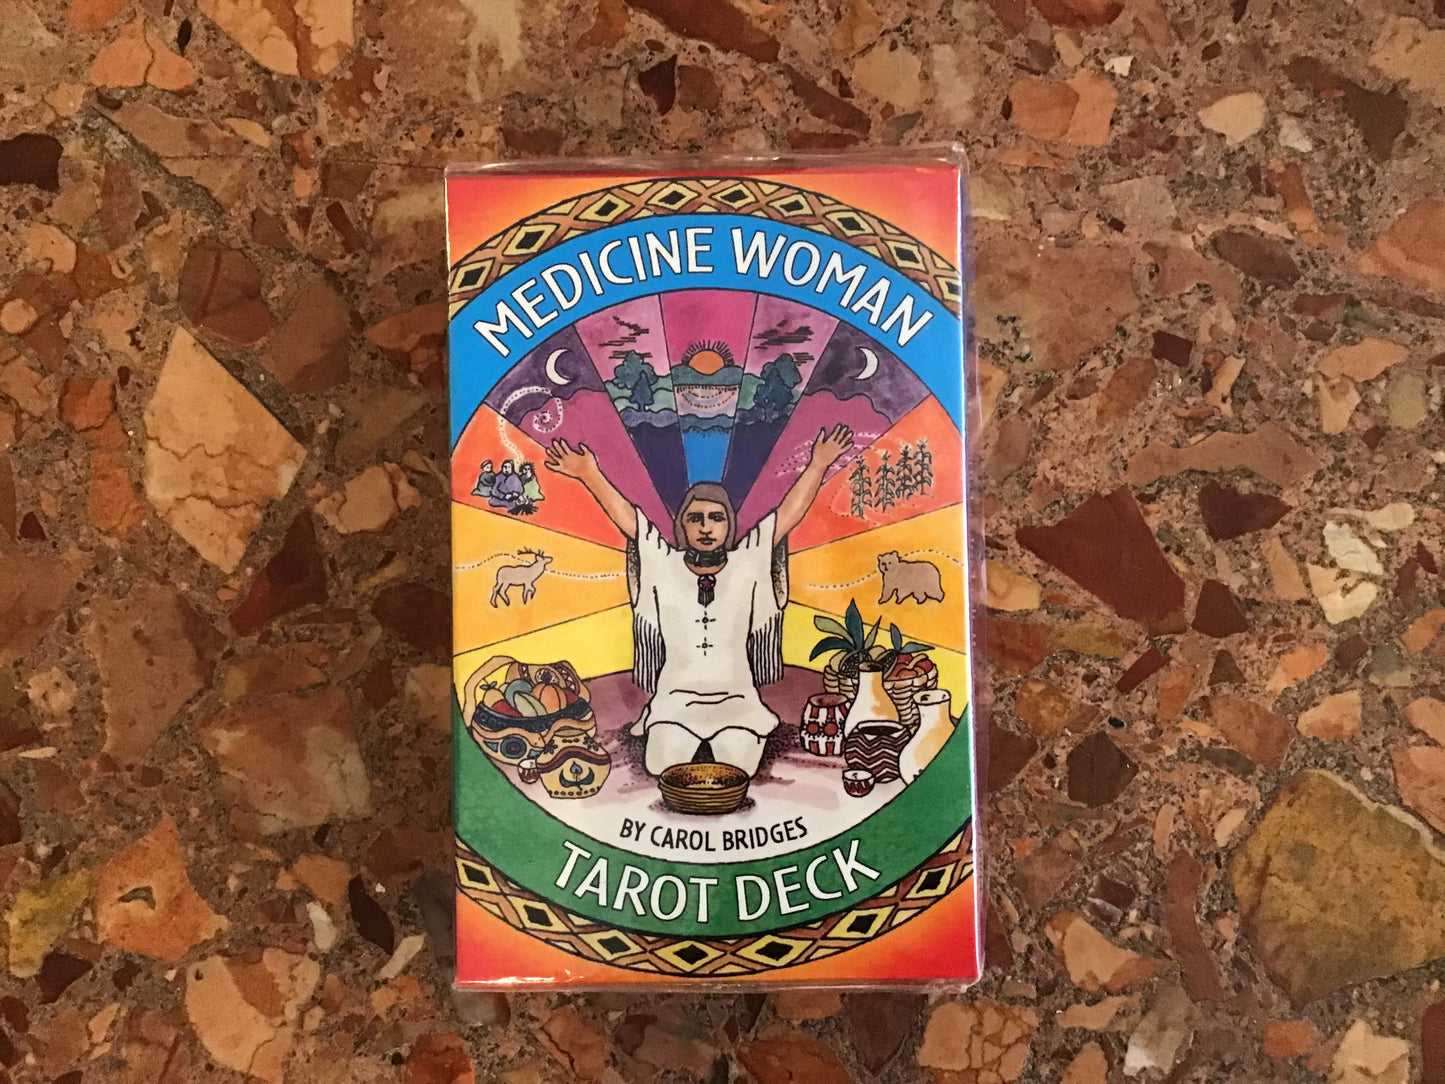 MEDICINE WOMAN
BY CAROL BRIDGES
TAROT DECK